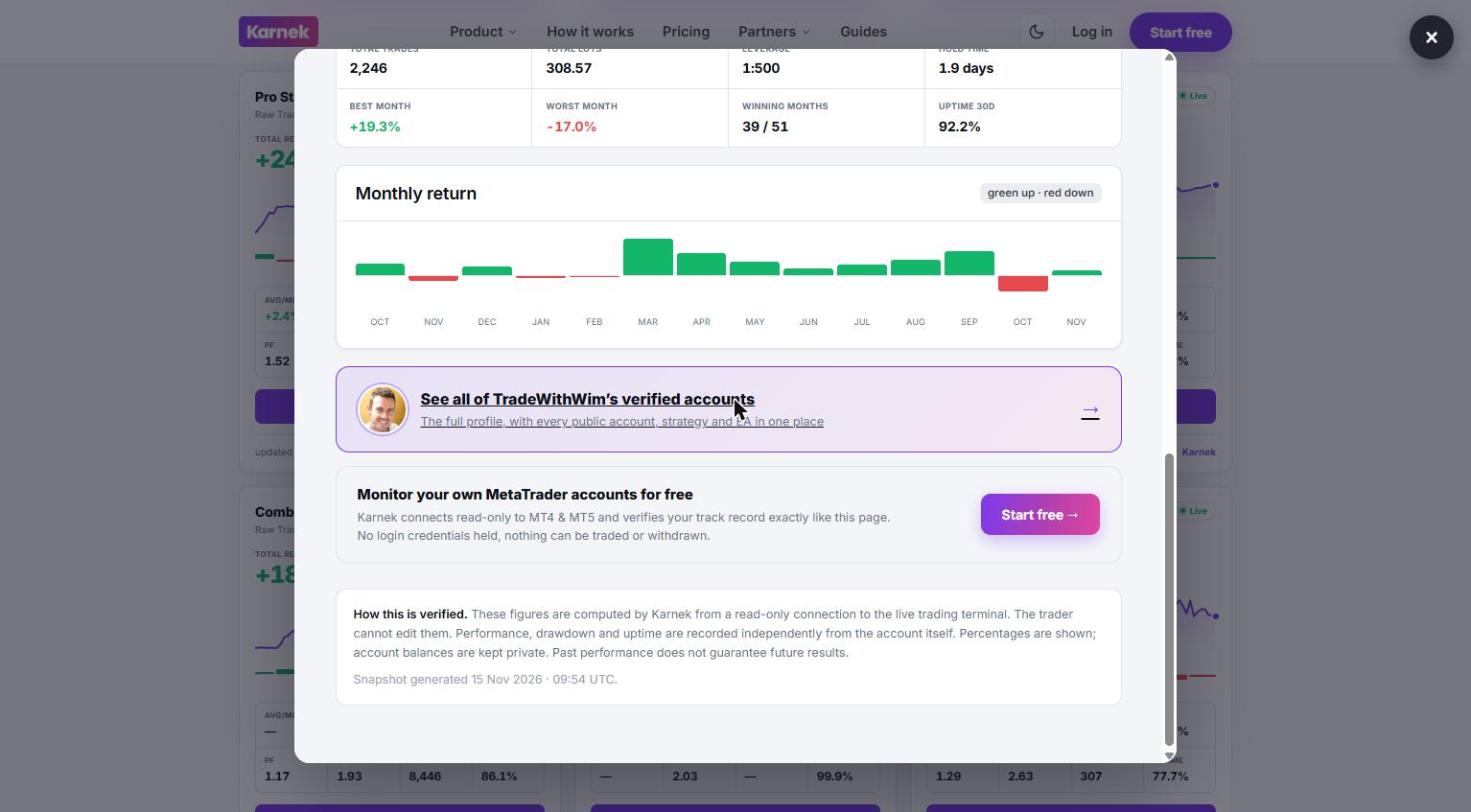 Karnek
Product
How it works
Pricing
Partners
Guides
Log in
Start free
Pro St
Raw Tra
TOTAL RE
+24
AVG/MO
+2.4%
PF
1.52
updated
Live
Karnek
TOTAL TRADES
2,246
TOTAL LOTS
308.57
LEVERAGE
1:500
HOLD TIME
1.9 days
BEST MONTH
+19.3%
WORST MONTH
-17.0%
WINNING MONTHS
39 / 51
UPTIME 30D
92.2%
Monthly return
green up · red down
OCT NOV DEC JAN FEB MAR APR MAY JUN JUL AUG SEP OCT NOV
See all of TradeWithWim's verified accounts
The full profile, with every public account, strategy and EA in one place
→
Monitor your own MetaTrader accounts for free
Karnek connects read-only to MT4 & MT5 and verifies your track record exactly like this page.
No login credentials held, nothing can be traded or withdrawn.
Start free →
How this is verified. These figures are computed by Karnek from a read-only connection to the live trading terminal. The trader
cannot edit them. Performance, drawdown and uptime are recorded independently from the account itself. Percentages are shown;
account balances are kept private. Past performance does not guarantee future results.
Snapshot generated 15 Nov 2026 · 09:54 UTC.
Comb
Raw Trad
TOTAL RE
+18
Live
AVG/MO
—
PF
1.17 1.93 8,446 86.1%
— 2.03 — 99.9%
1.29 2.63 307 77.7%